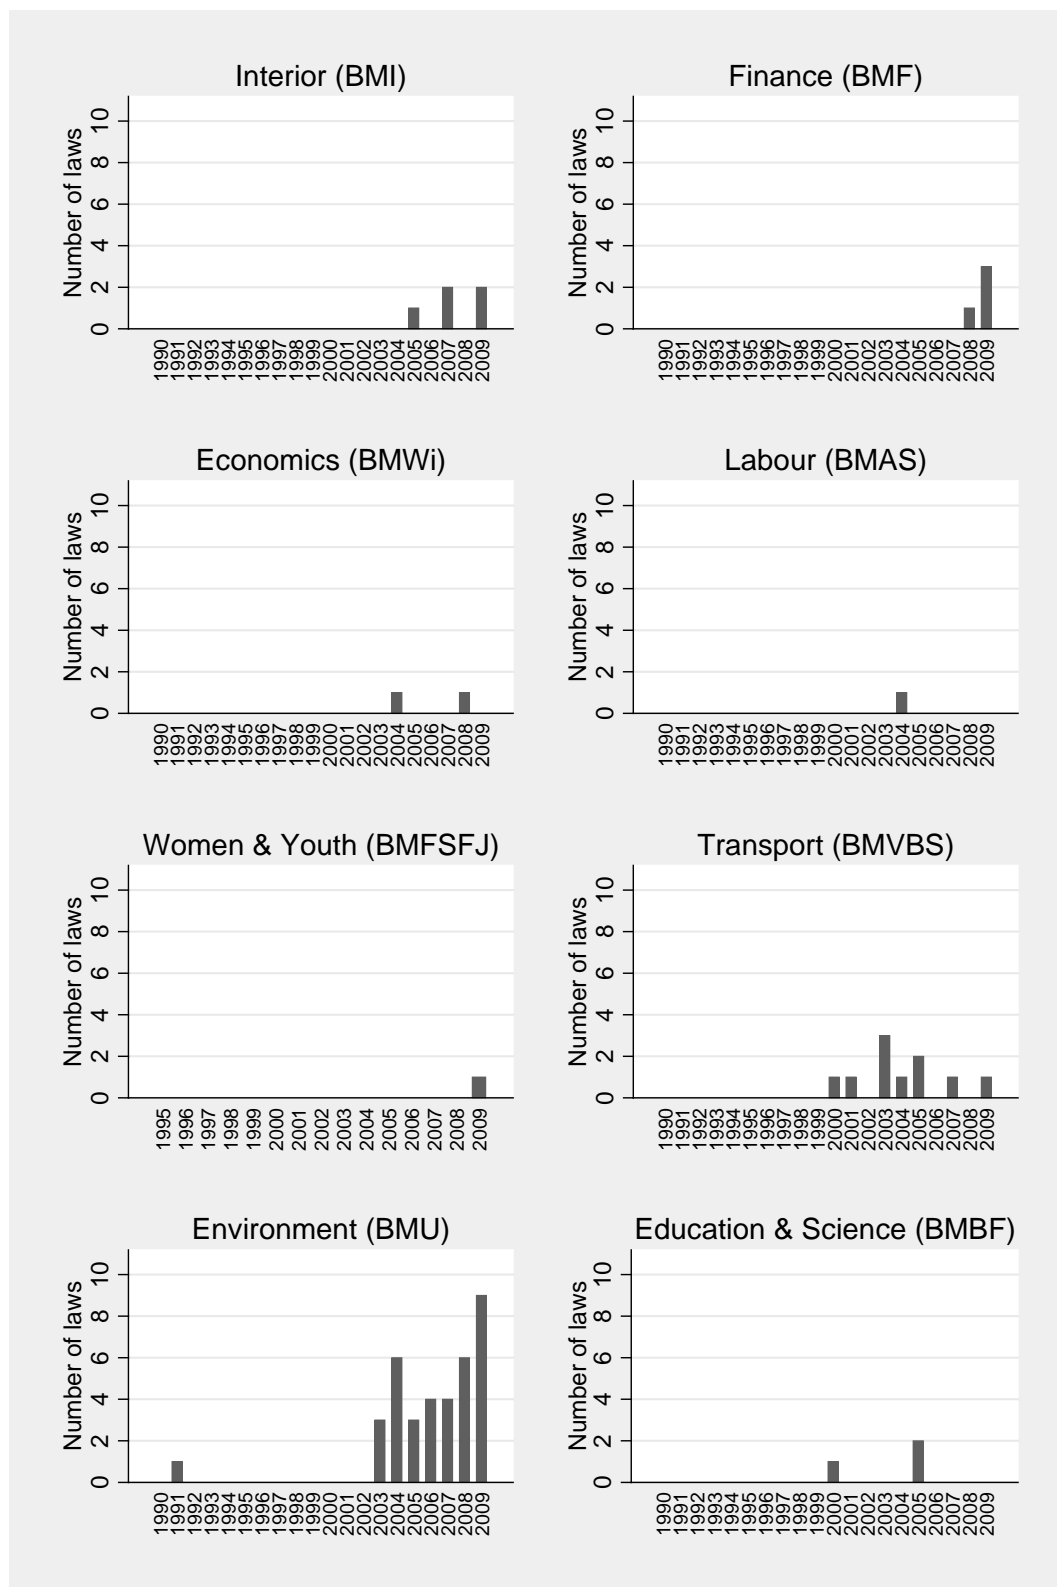 Interior (BMI)
Number of laws
10
8
6
4
2
0
1990 1991 1992 1993 1994 1995 1996 1997 1998 1999 2000 2001 2002 2003 2004 2005 2006 2007 2008 2009
Finance (BMF)
Number of laws
10
8
6
4
2
0
1990 1991 1992 1993 1994 1995 1996 1997 1998 1999 2000 2001 2002 2003 2004 2005 2006 2007 2008 2009
Economics (BMWi)
Number of laws
10
8
6
4
2
0
1990 1991 1992 1993 1994 1995 1996 1997 1998 1999 2000 2001 2002 2003 2004 2005 2006 2007 2008 2009
Labour (BMAS)
Number of laws
10
8
6
4
2
0
1990 1991 1992 1993 1994 1995 1996 1997 1998 1999 2000 2001 2002 2003 2004 2005 2006 2007 2008 2009
Women & Youth (BMFSFJ)
Number of laws
10
8
6
4
2
0
1995 1996 1997 1998 1999 2000 2001 2002 2003 2004 2005 2006 2007 2008 2009
Transport (BMVBS)
Number of laws
10
8
6
4
2
0
1990 1991 1992 1993 1994 1995 1996 1997 1998 1999 2000 2001 2002 2003 2004 2005 2006 2007 2008 2009
Environment (BMU)
Number of laws
10
8
6
4
2
0
1990 1991 1992 1993 1994 1995 1996 1997 1998 1999 2000 2001 2002 2003 2004 2005 2006 2007 2008 2009
Education & Science (BMBF)
Number of laws
10
8
6
4
2
0
1990 1991 1992 1993 1994 1995 1996 1997 1998 1999 2000 2001 2002 2003 2004 2005 2006 2007 2008 2009